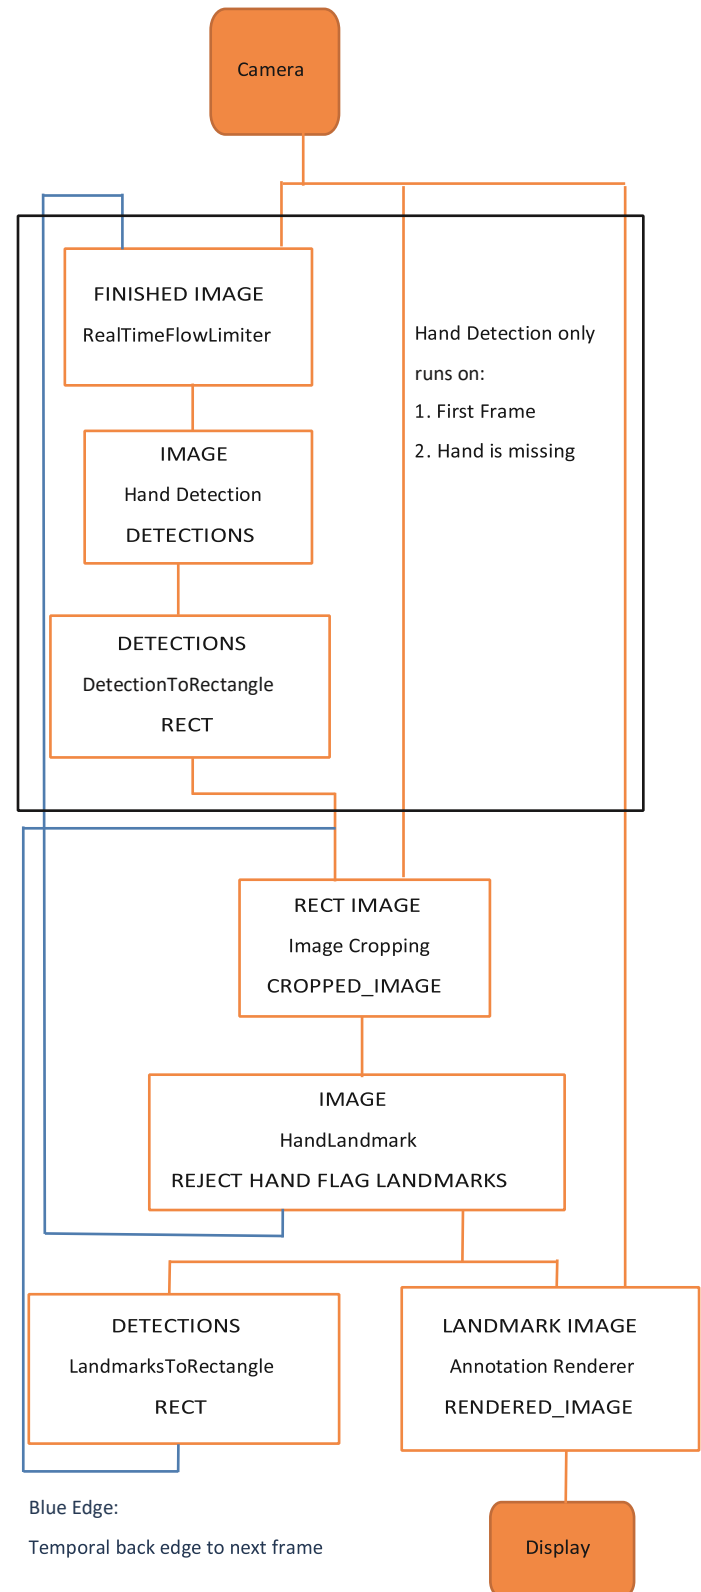 Camera
FINISHED IMAGE
RealTimeFlowLimiter
Hand Detection only
runs on:
1. First Frame
2. Hand is missing
IMAGE
Hand Detection
DETECTIONS
DETECTIONS
DetectionToRectangle
RECT
RECT IMAGE
Image Cropping
CROPPED_IMAGE
IMAGE
HandLandmark
REJECT HAND FLAG LANDMARKS
DETECTIONS
LandmarksToRectangle
RECT
LANDMARK IMAGE
Annotation Renderer
RENDERED_IMAGE
Blue Edge:
Temporal back edge to next frame
Display